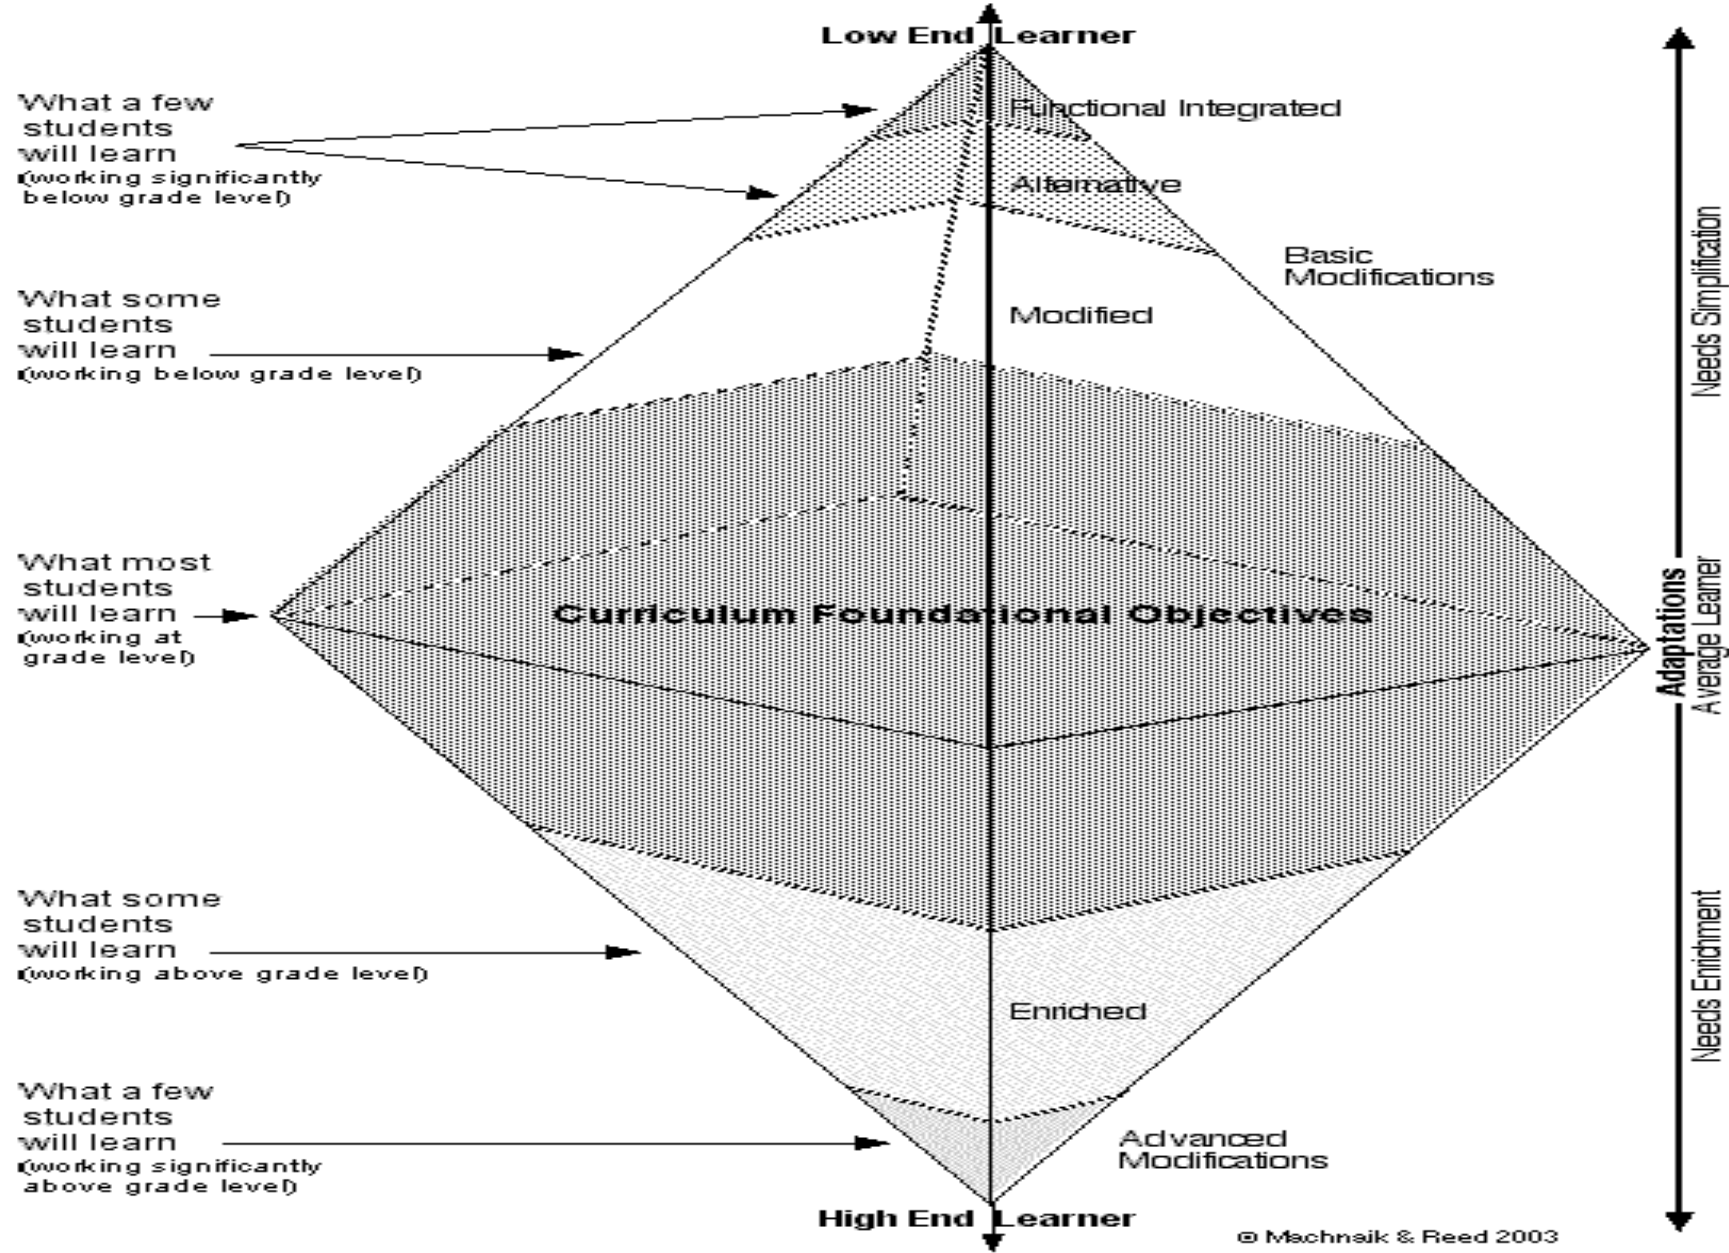 Low End Learner
What a few
students
will learn
(working significantly
below grade level)
Functional Integrated
Alternative
Basic
Modifications
What some
students
will learn
(working below grade level)
Modified
Needs Simplification
What most
students
will learn
(working at
grade level)
Curriculum Foundational Objectives
Adaptations
Average Learner
What some
students
will learn
(working above grade level)
Enriched
Needs Enrichment
What a few
students
will learn
(working significantly
above grade level)
Advanced
Modifications
High End Learner
© Machnaik & Reed 2003